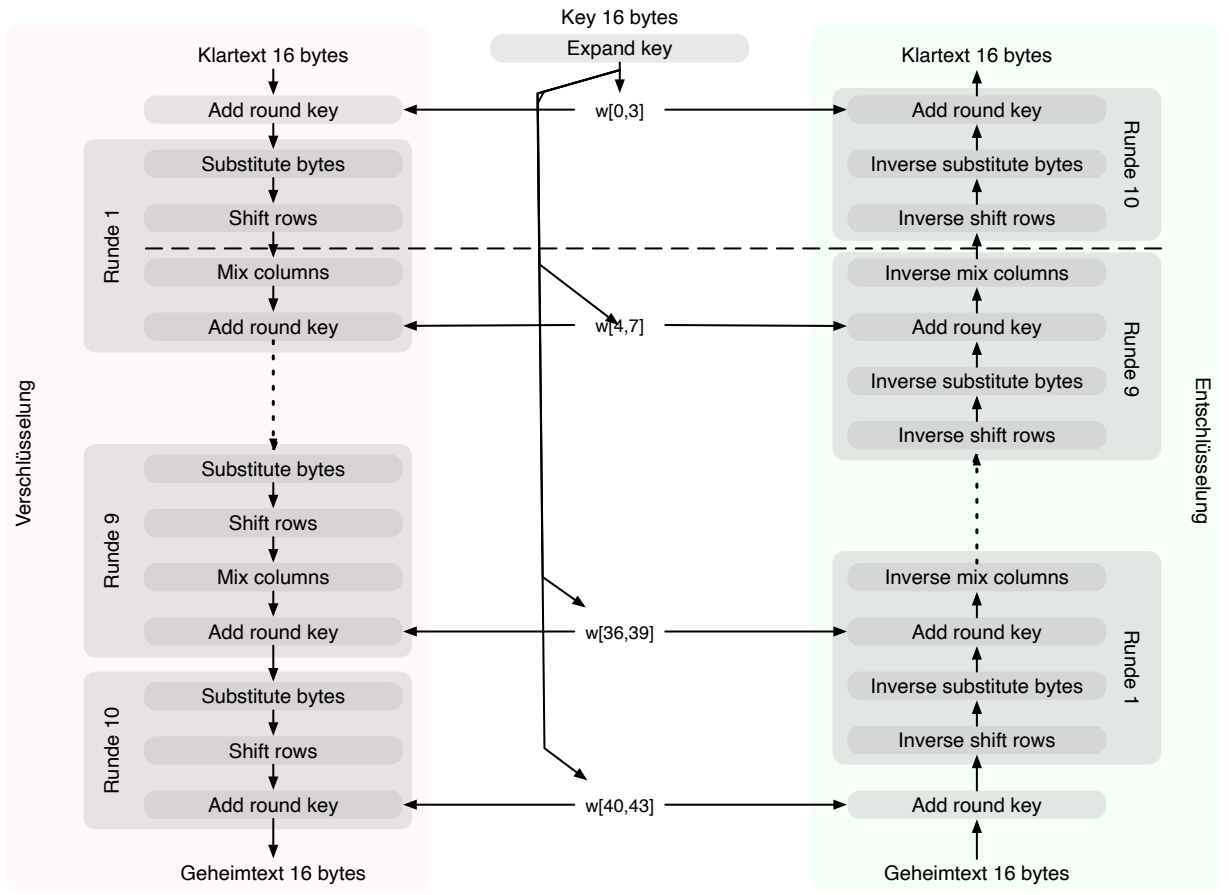 Key 16 bytes
Expand key
Verschlüsselung
Klartext 16 bytes
Add round key
Runde 1
Substitute bytes
Shift rows
Mix columns
Add round key
Runde 9
Substitute bytes
Shift rows
Mix columns
Add round key
Runde 10
Substitute bytes
Shift rows
Add round key
Geheimtext 16 bytes
w[0,3]
w[4,7]
w[36,39]
w[40,43]
Klartext 16 bytes
Add round key
Inverse substitute bytes
Inverse shift rows
Runde 10
Inverse mix columns
Add round key
Inverse substitute bytes
Inverse shift rows
Runde 9
Inverse mix columns
Add round key
Inverse substitute bytes
Inverse shift rows
Runde 1
Add round key
Geheimtext 16 bytes
Entschlüsselung